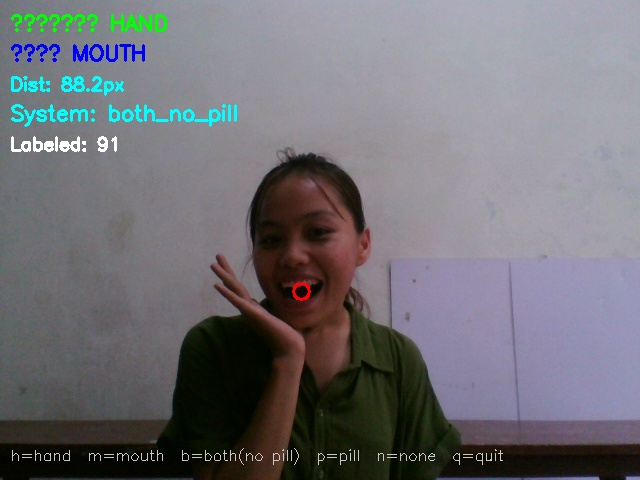 ??????? HAND
???? MOUTH
Dist: 88.2px
System: both_no_pill
Labeled: 91
h=hand m=mouth b=both(no pill) p=pill n=none q=quit